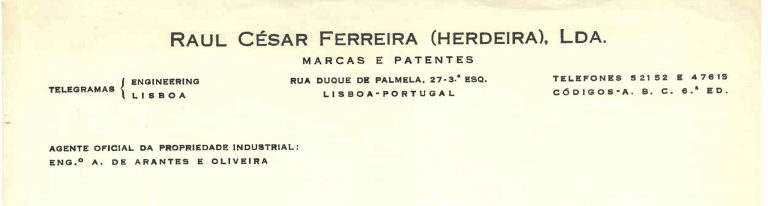 RAUL CÉSAR FERREIRA (HERDEIRA), LDA.
MARCAS E PATENTES
TELEGRAMAS { ENGINEERING
LISBOA
RUA DUQUE DE PALMELA, 27-3.º ESQ.
LISBOA-PORTUGAL
TELEFONES 52152 E 47615
CÓDIGOS-A. B. C. 6.ª ED.
AGENTE OFICIAL DA PROPRIEDADE INDUSTRIAL:
ENG.º A. DE ARANTES E OLIVEIRA